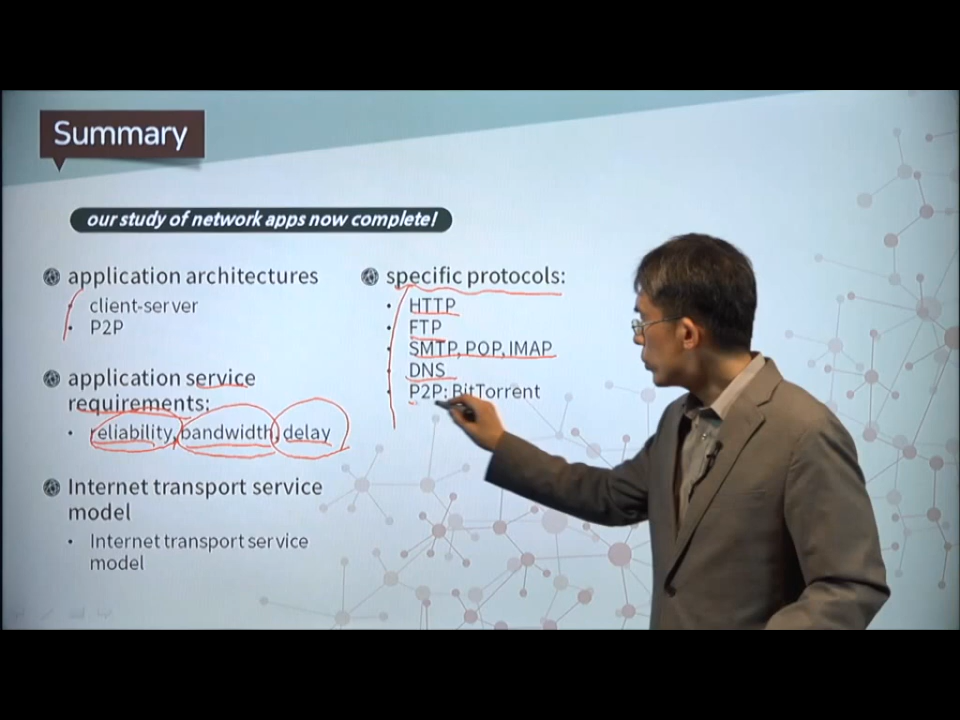 Summary
our study of network apps now complete!
application architectures
• client-server
• P2P
application service
requirements:
• reliability, bandwidth, delay
Internet transport service
model
• Internet transport service
model
specific protocols:
• HTTP
• FTP
• SMTP, POP, IMAP
• DNS
• P2P: BitTorrent